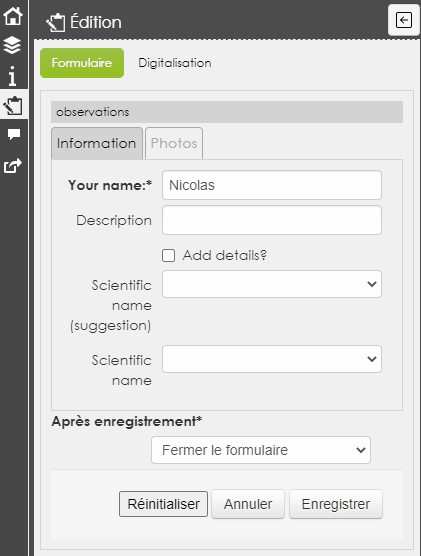 Édition
Formulaire Digitalisation
observations
Information Photos
Your name:* Nicolas
Description
Add details?
Scientific
name
(suggestion)
Scientific
name
Après enregistrement*
Fermer le formulaire
Réinitialiser Annuler Enregistrer